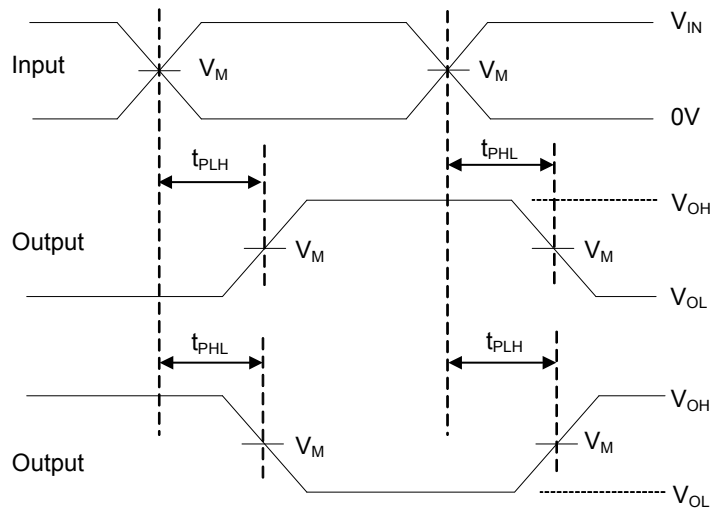 V_IN
Input
V_M
V_M
0V
t_PLH
t_PHL
V_OH
Output
V_M
V_M
V_OL
t_PHL
t_PLH
V_OH
V_M
V_M
Output
V_OL